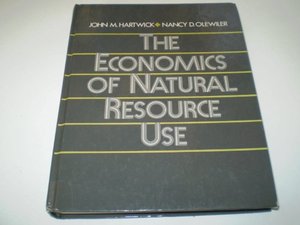 JOHN M. HARTWICK ◆ NANCY D. OLEWILER
THE
ECONOMICS
OF NATURAL
RESOURCE
USE